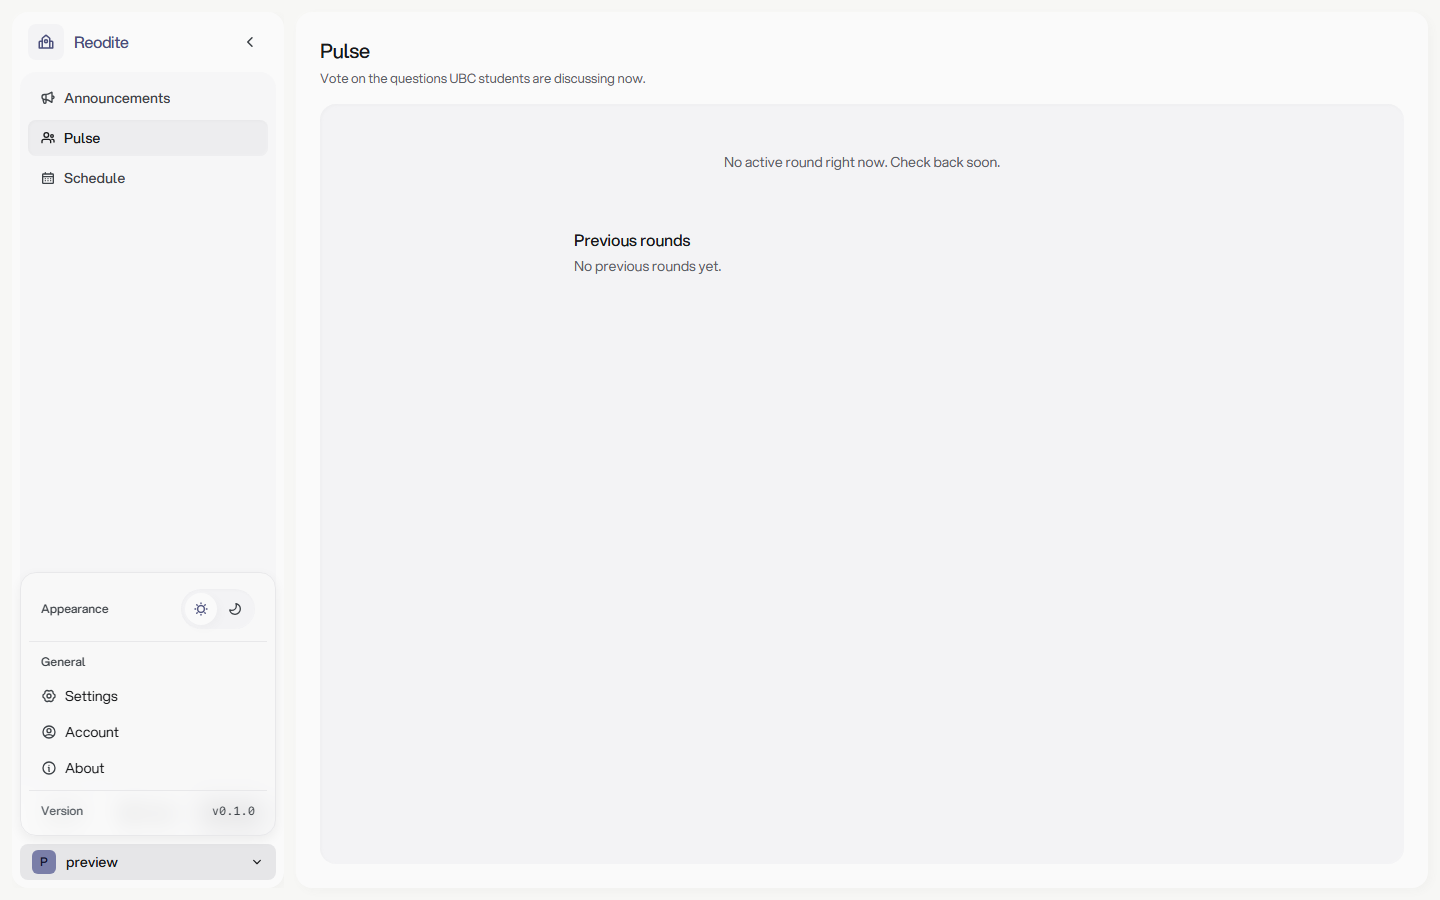 Reodite
Announcements
Pulse
Schedule
Appearance
General
Settings
Account
About
Version v0.1.0
P preview
Pulse
Vote on the questions UBC students are discussing now.
No active round right now. Check back soon.
Previous rounds
No previous rounds yet.